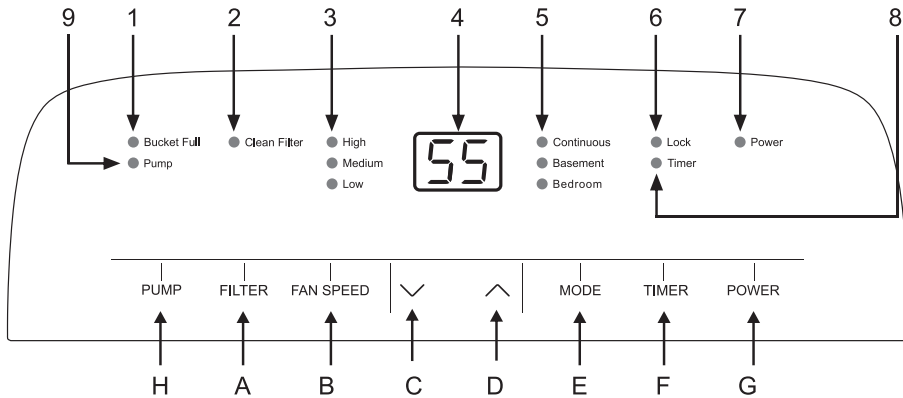 9 1 2 3 4 5 6 7 8
Bucket Full Clean Filter High 55 Continuous Lock Power
Pump Medium Basement Timer
Low Bedroom
PUMP FILTER FAN SPEED MODE TIMER POWER
H A B C D E F G